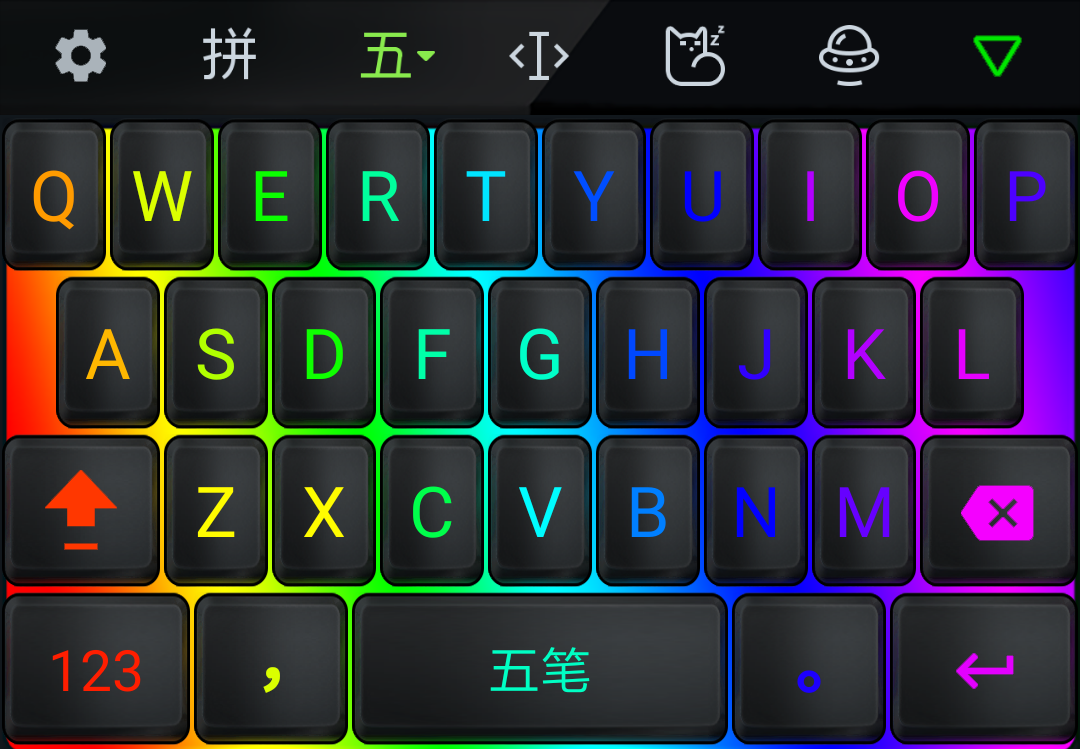 拼 五
Q W E R T Y U I O P
A S D F G H J K L
Z X C V B N M
123 ， 五笔 。